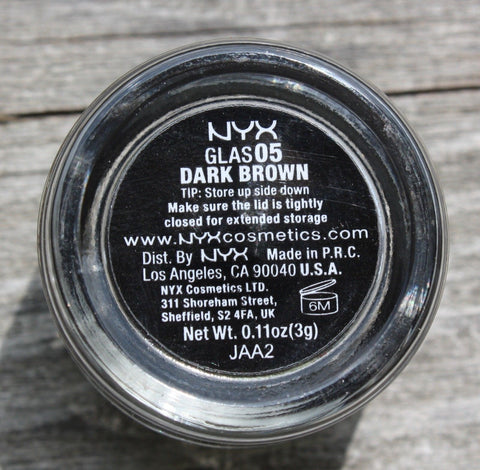 NYX
GLAS05
DARK BROWN
TIP: Store up side down
Make sure the lid is tightly
closed for extended storage
www.NYXcosmetics.com
Dist. By NYX Made in P.R.C.
Los Angeles, CA 90040 U.S.A.
NYX Cosmetics LTD.
311 Shoreham Street,
Sheffield, S2 4FA, UK
6M
Net Wt. 0.11oz(3g)
JAA2